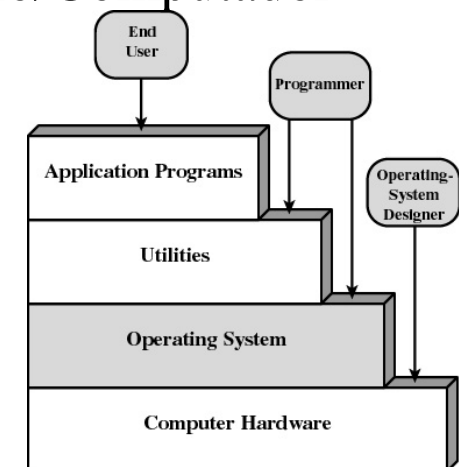 End
User
Programmer
Operating-
System
Designer
Application Programs
Utilities
Operating System
Computer Hardware